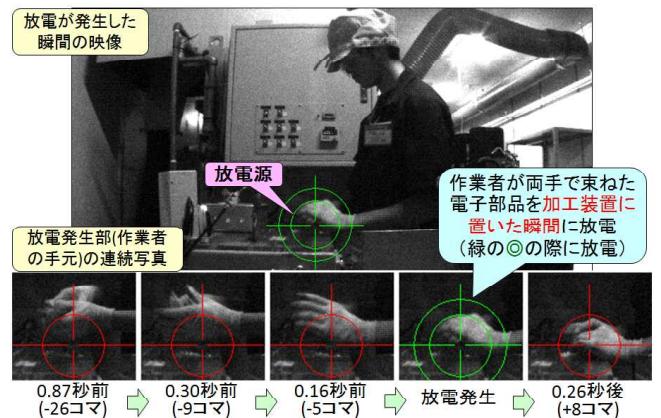 放電が発生した
瞬間の映像
放電源
作業者が両手で束ねた
電子部品を加工装置に
置いた瞬間に放電
（緑の◎の際に放電）
放電発生部(作業者
の手元)の連続写真
0.87秒前
(-26コマ)
0.30秒前
(-9コマ)
0.16秒前
(-5コマ)
放電発生
0.26秒後
(+8コマ)